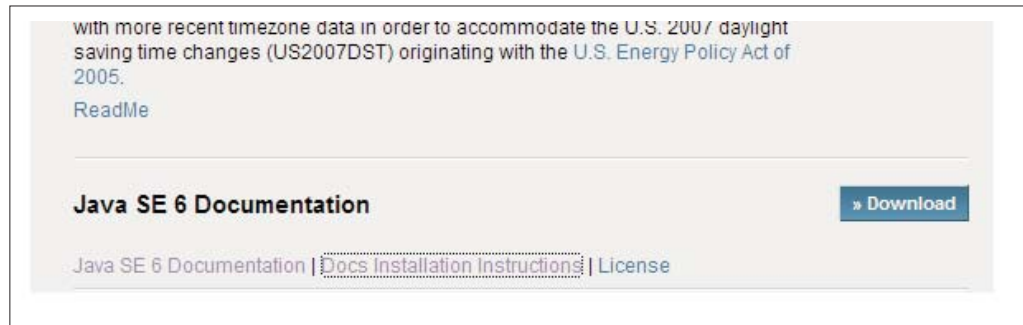 with more recent timezone data in order to accommodate the U.S. 2007 daylight
saving time changes (US2007DST) originating with the U.S. Energy Policy Act of
2005.
ReadMe
Java SE 6 Documentation
» Download
Java SE 6 Documentation | Docs Installation Instructions | License